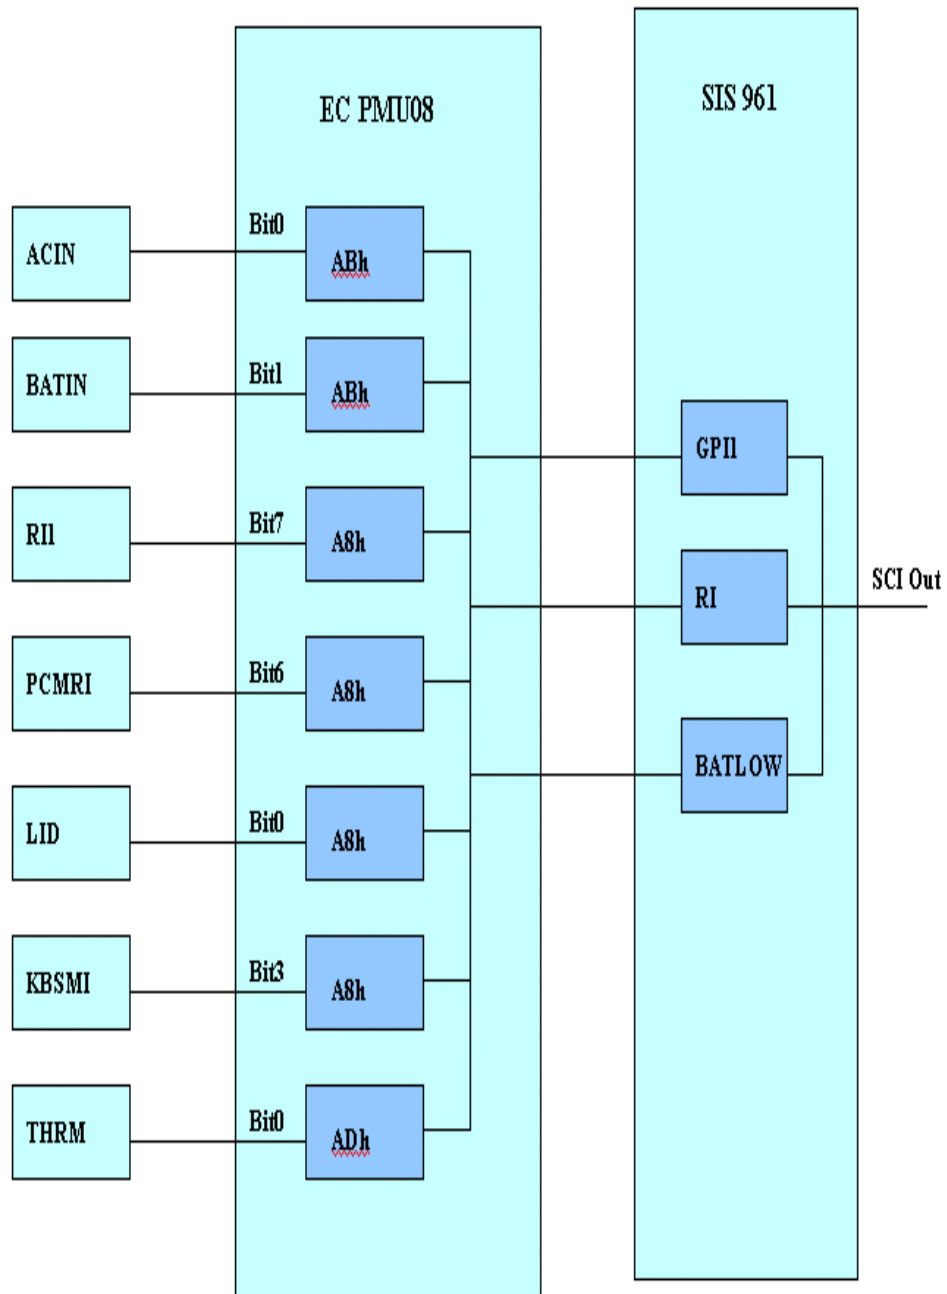 EC PMU08
SIS 961
ACIN
Bit0
ABh
BATIN
Bit1
ABh
GPI1
RI1
Bit7
A8h
RI
SCI Out
PCMRI
Bit6
A8h
BATLOW
LID
Bit0
A8h
KBSMI
Bit3
A8h
THRM
Bit0
ADh